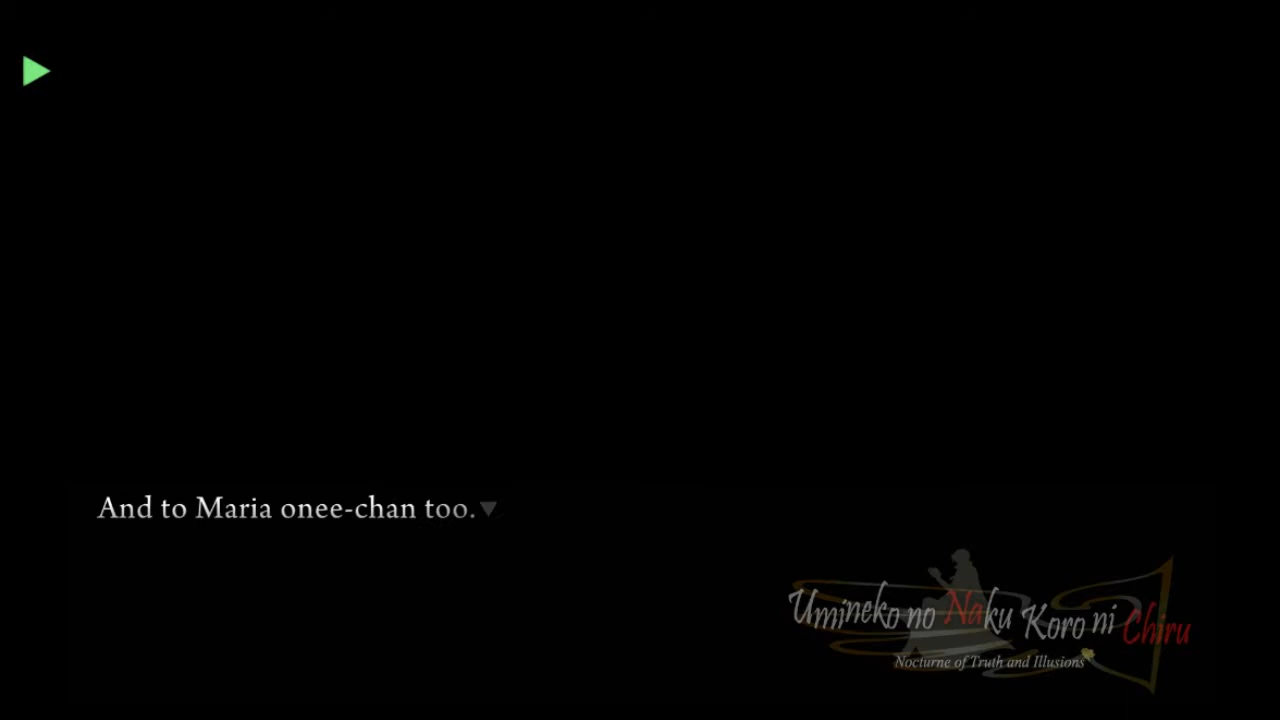 And to Maria onee-chan too.
Umineko no Naku Koro ni Chiru
Nocturne of Truth and Illusions